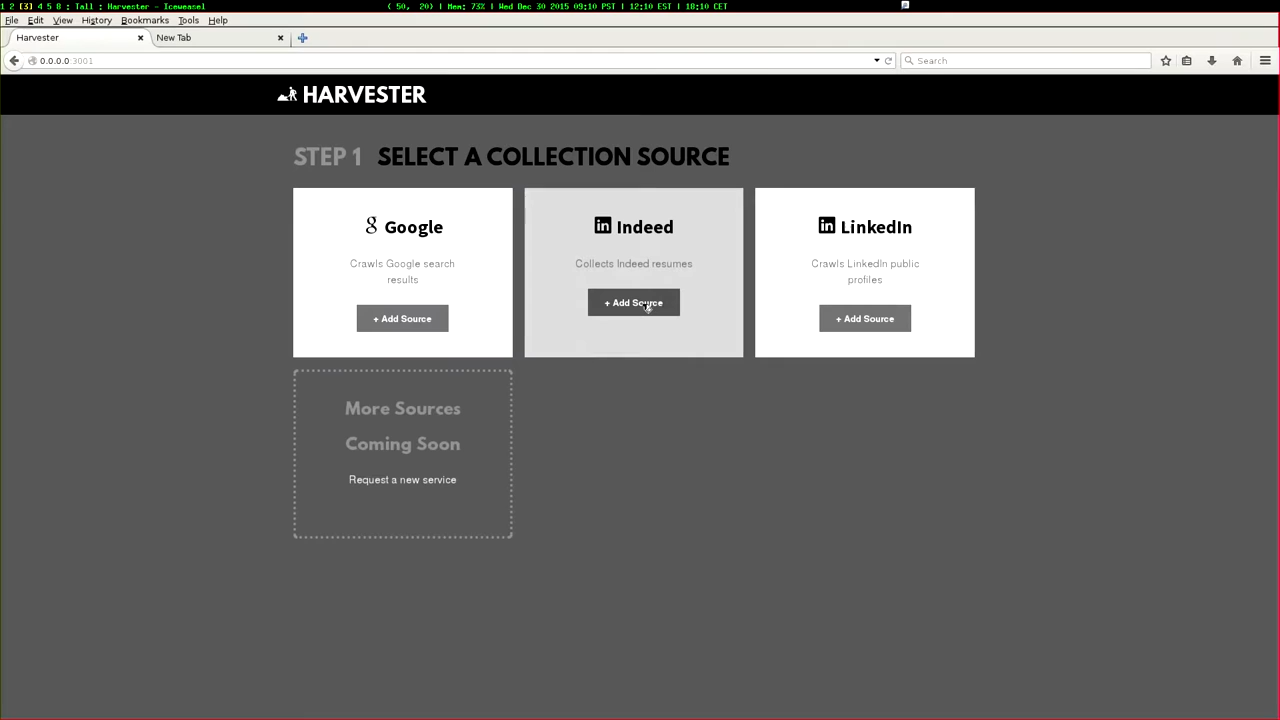 1 2 [3] 4 5 8 : Tall : Harvester - Iceweasel
( 50, 20) | Mem: 73% | Wed Dec 30 2015 09:10 PST | 12:10 EST | 18:10 CET
File Edit View History Bookmarks Tools Help
Harvester
New Tab
0.0.0.0:3001
Search
HARVESTER
STEP 1 SELECT A COLLECTION SOURCE
Google
Crawls Google search
results
+ Add Source
in Indeed
Collects Indeed resumes
+ Add Source
in LinkedIn
Crawls LinkedIn public
profiles
+ Add Source
More Sources
Coming Soon
Request a new service